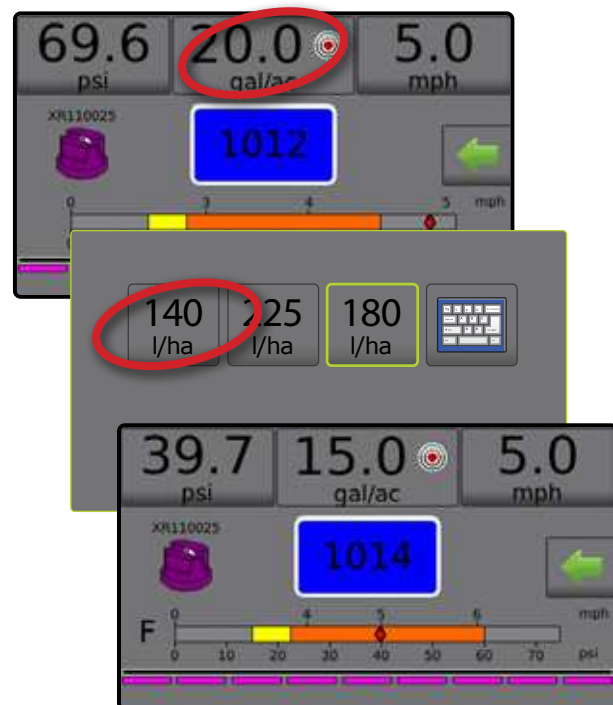 69.6 20.0 5.0
psi gal/ac mph
XR110025
1012
0 3 4 5 mph
140 225 180
l/ha l/ha l/ha
39.7 15.0 5.0
psi gal/ac mph
XR110025
1014
0 4 5 6 mph
F
0 10 20 30 40 50 60 70 psi